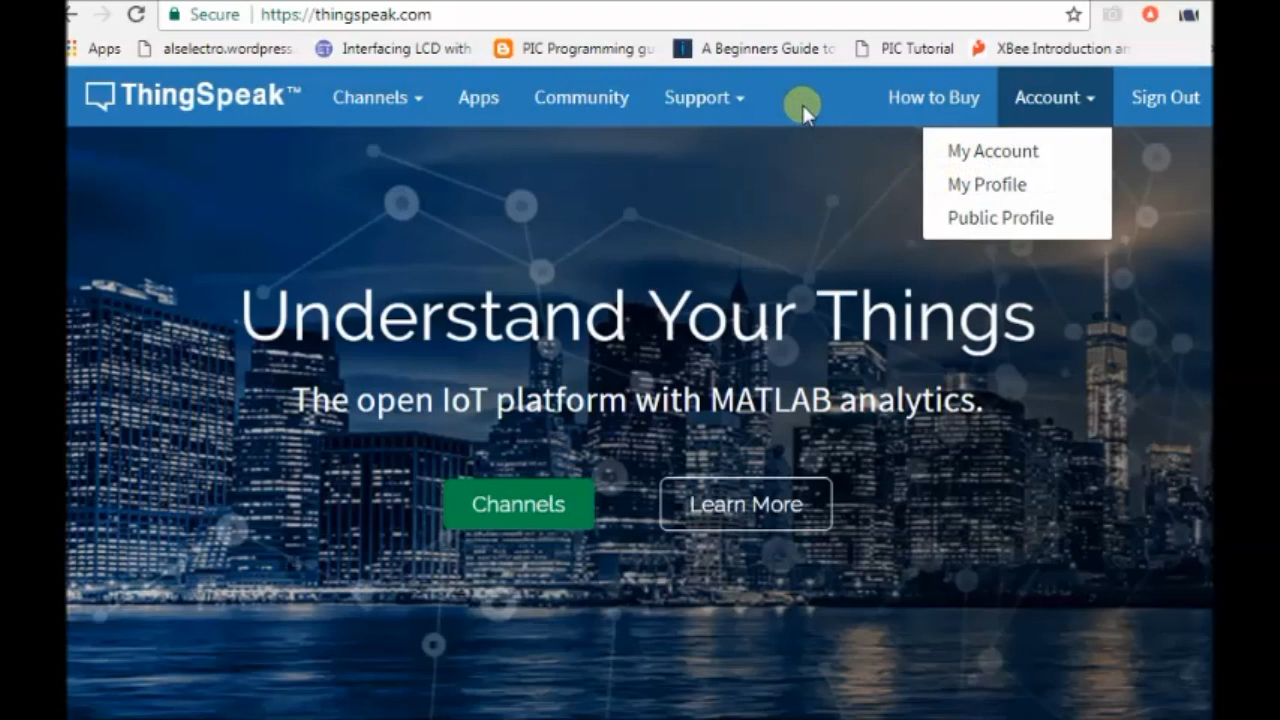 Secure https://thingspeak.com
Apps alselectro.wordpress. Interfacing LCD with PIC Programming gu A Beginners Guide to PIC Tutorial XBee Introduction an
ThingSpeak™ Channels Apps Community Support How to Buy Account Sign Out
My Account
My Profile
Public Profile
Understand Your Things
The open IoT platform with MATLAB analytics.
Channels Learn More